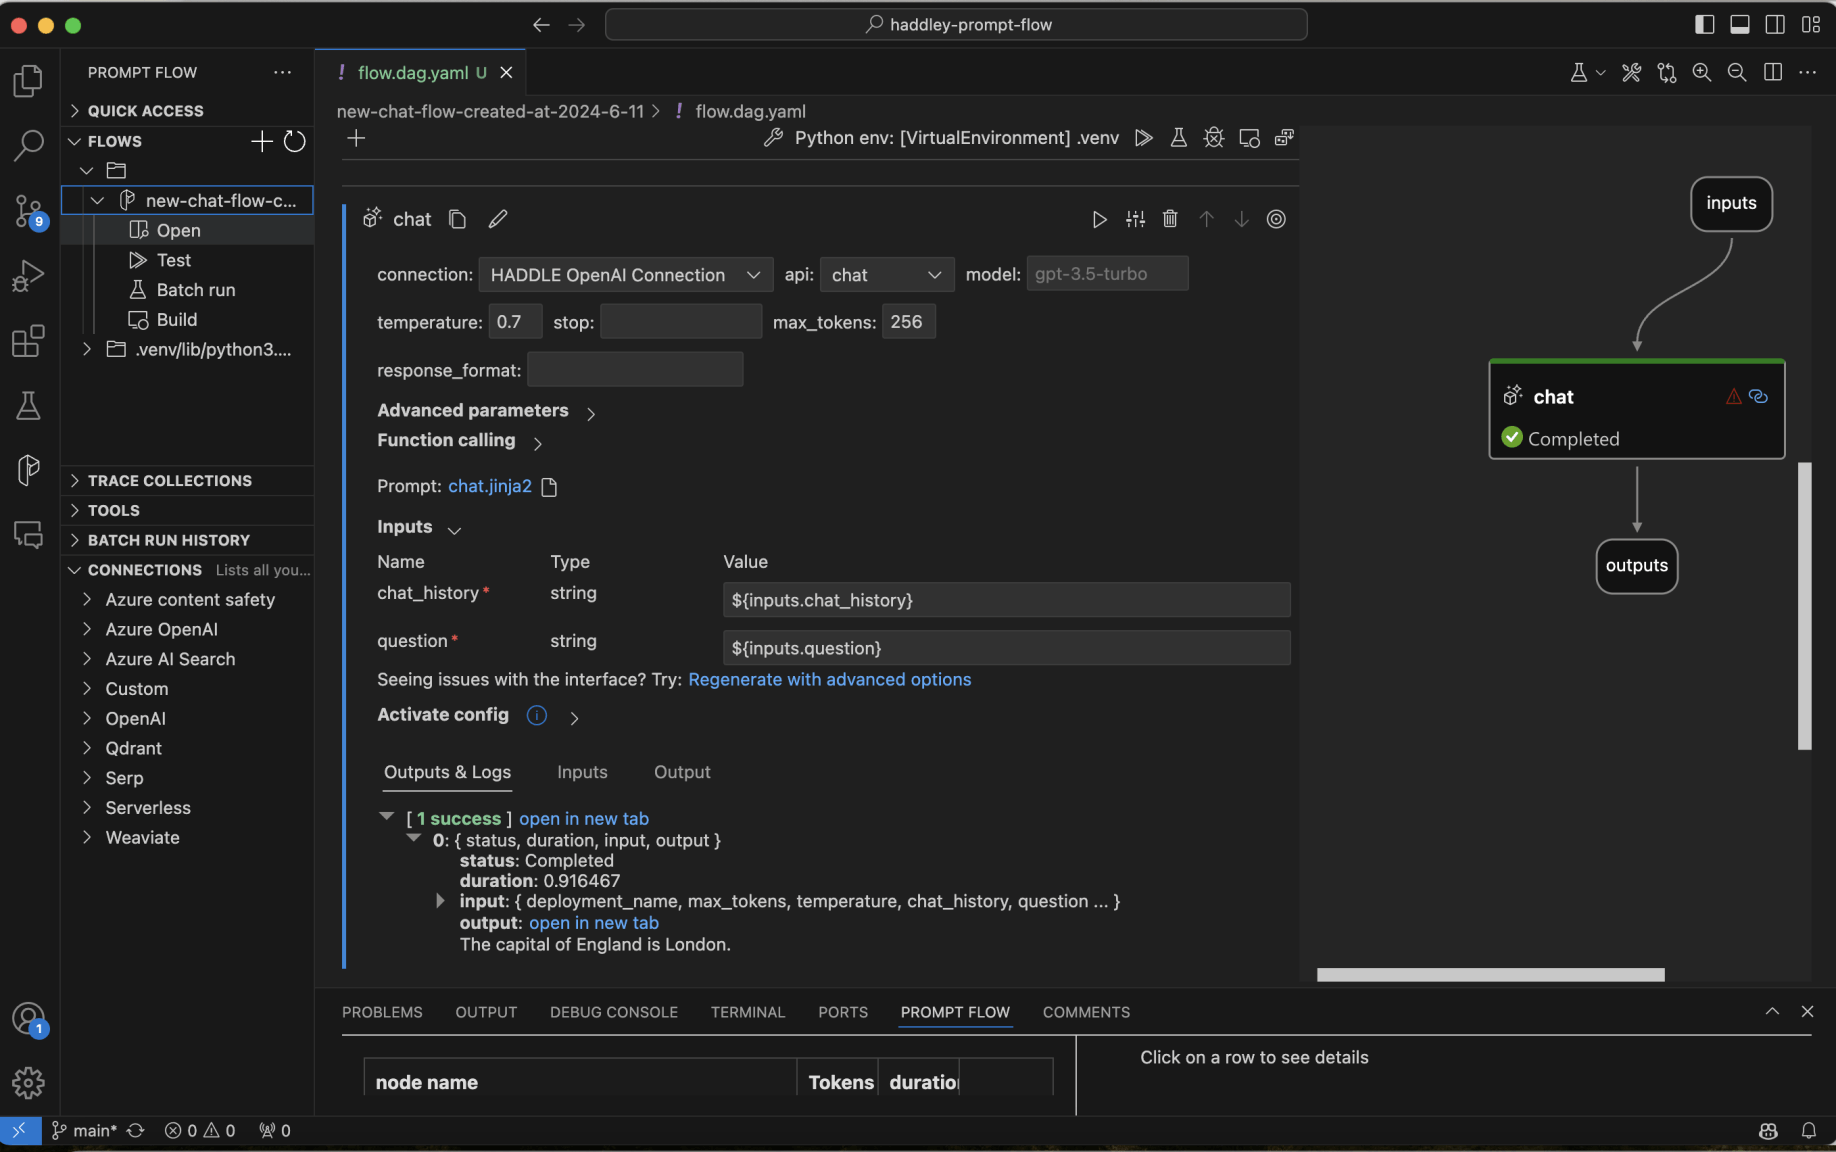 haddley-prompt-flow
PROMPT FLOW
QUICK ACCESS
FLOWS
new-chat-flow-c...
Open
Test
Batch run
Build
.venv/lib/python3....
TRACE COLLECTIONS
TOOLS
BATCH RUN HISTORY
CONNECTIONS Lists all you...
Azure content safety
Azure OpenAI
Azure AI Search
Custom
OpenAI
Qdrant
Serp
Serverless
Weaviate
9
1
! flow.dag.yaml U
new-chat-flow-created-at-2024-6-11 > ! flow.dag.yaml
Python env: [VirtualEnvironment] .venv
chat
connection: HADDLE OpenAI Connection api: chat model: gpt-3.5-turbo
temperature: 0.7 stop: max_tokens: 256
response_format:
Advanced parameters
Function calling
Prompt: chat.jinja2
Inputs
Name Type Value
chat_history* string ${inputs.chat_history}
question* string ${inputs.question}
Seeing issues with the interface? Try: Regenerate with advanced options
Activate config
Outputs & Logs Inputs Output
[ 1 success ] open in new tab
0: { status, duration, input, output }
status: Completed
duration: 0.916467
input: { deployment_name, max_tokens, temperature, chat_history, question ... }
output: open in new tab
The capital of England is London.
inputs
chat
Completed
outputs
PROBLEMS OUTPUT DEBUG CONSOLE TERMINAL PORTS PROMPT FLOW COMMENTS
node name Tokens duratio
Click on a row to see details
main* 0 0 0